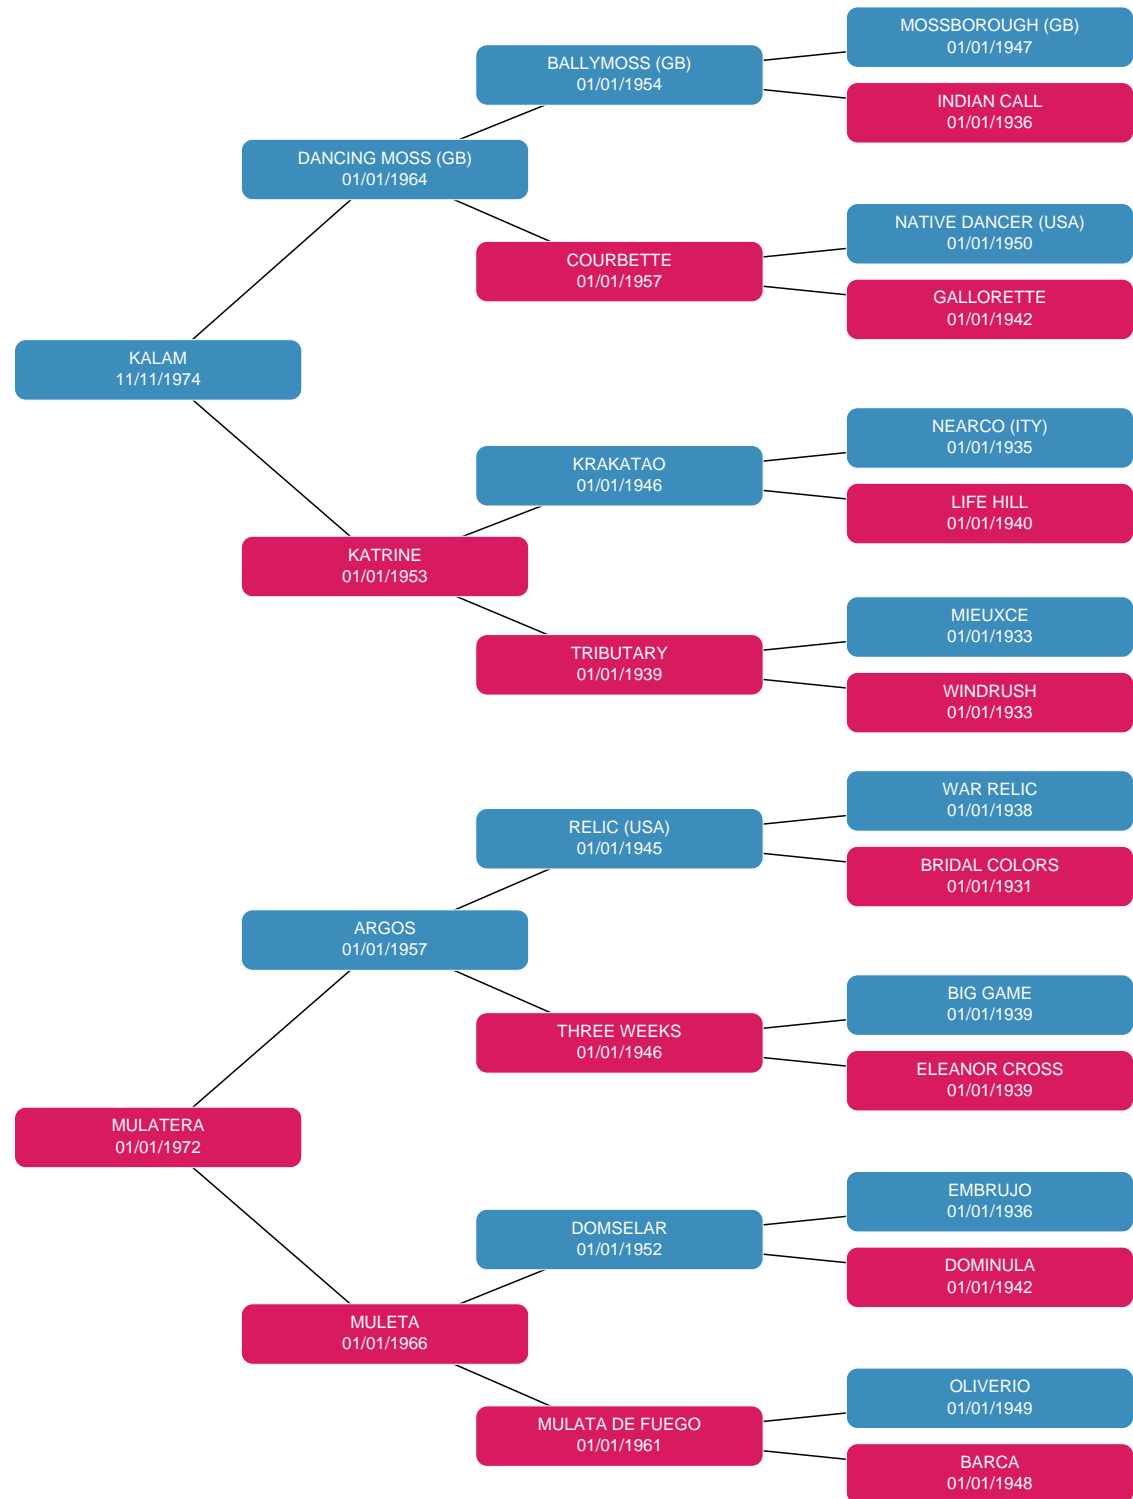 MOSSBOROUGH (GB)
01/01/1947
BALLYMOSS (GB)
01/01/1954
INDIAN CALL
01/01/1936
DANCING MOSS (GB)
01/01/1964
NATIVE DANCER (USA)
01/01/1950
COURBETTE
01/01/1957
GALLORETTE
01/01/1942
KALAM
11/11/1974
NEARCO (ITY)
01/01/1935
KRAKATAO
01/01/1946
LIFE HILL
01/01/1940
KATRINE
01/01/1953
MIEUXCE
01/01/1933
TRIBUTARY
01/01/1939
WINDRUSH
01/01/1933
WAR RELIC
01/01/1938
RELIC (USA)
01/01/1945
BRIDAL COLORS
01/01/1931
ARGOS
01/01/1957
BIG GAME
01/01/1939
THREE WEEKS
01/01/1946
ELEANOR CROSS
01/01/1939
MULATERA
01/01/1972
EMBRUJO
01/01/1936
DOMSELAR
01/01/1952
DOMINULA
01/01/1942
MULETA
01/01/1966
OLIVERIO
01/01/1949
MULATA DE FUEGO
01/01/1961
BARCA
01/01/1948